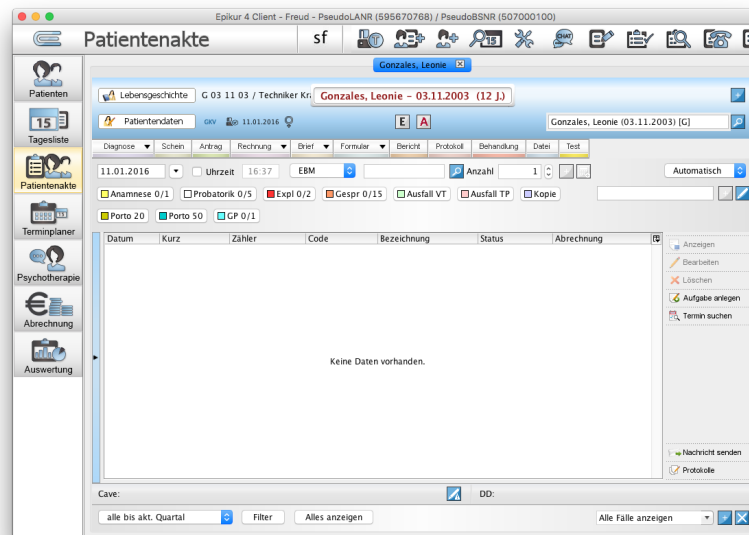 Epikur 4 Client - Freud - PseudoLANR (595670768) / PseudoBSNR (507000100)
Patientenakte
sf
15
CHAT
Patienten
15
Tagesliste
Patientenakte
Terminplaner
Psychotherapie
Abrechnung
Auswertung
Gonzales, Leonie
Lebensgeschichte G 03 11 03 / Techniker Kr
Gonzales, Leonie - 03.11.2003 (12 J.)
Patientendaten GKV 11.01.2016 E A Gonzales, Leonie (03.11.2003) [G]
Diagnose Schein Antrag Rechnung Brief Formular Bericht Protokoll Behandlung Datei Test
11.01.2016 Uhrzeit 16:37 EBM Anzahl 1 Automatisch
Anamnese 0/1 Probatorik 0/5 Expl 0/2 Gespr 0/15 Ausfall VT Ausfall TP Kopie
Porto 20 Porto 50 GP 0/1
Datum Kurz Zähler Code Bezeichnung Status Abrechnung
Keine Daten vorhanden.
Anzeigen
Bearbeiten
Löschen
Aufgabe anlegen
Termin suchen
Nachricht senden
Protokolle
Cave: DD:
alle bis akt. Quartal Filter Alles anzeigen Alle Fälle anzeigen